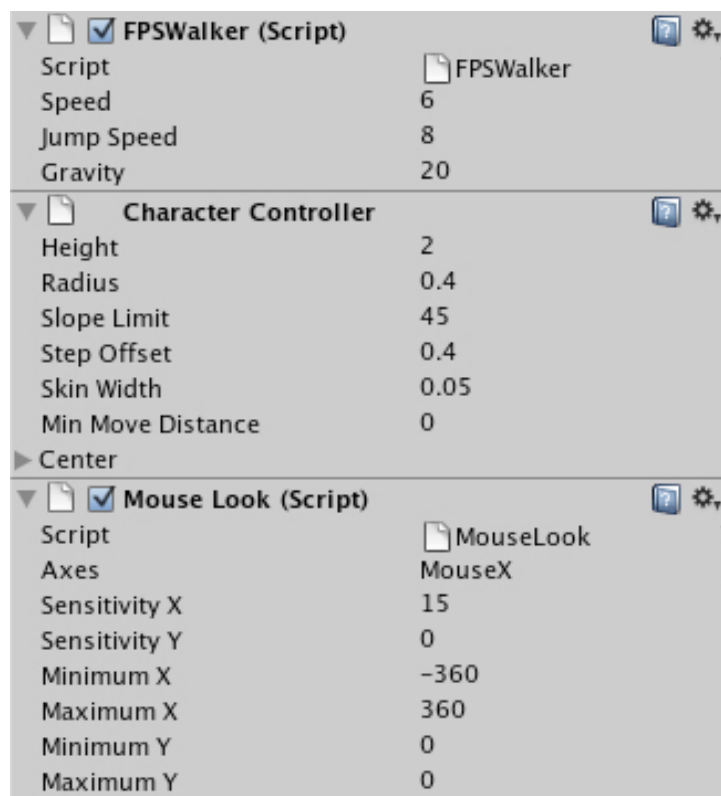 FPSWalker (Script)
Script FPSWalker
Speed 6
Jump Speed 8
Gravity 20
Character Controller
Height 2
Radius 0.4
Slope Limit 45
Step Offset 0.4
Skin Width 0.05
Min Move Distance 0
Center
Mouse Look (Script)
Script MouseLook
Axes MouseX
Sensitivity X 15
Sensitivity Y 0
Minimum X -360
Maximum X 360
Minimum Y 0
Maximum Y 0